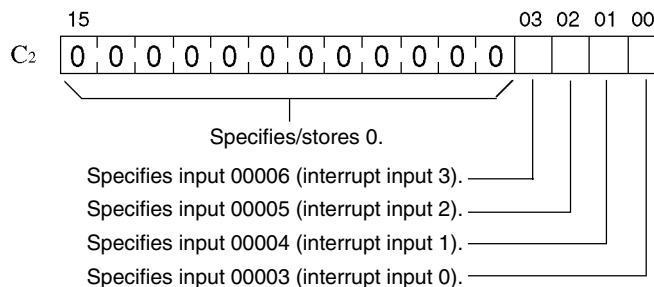 15 03 02 01 00
C2 0 0 0 0 0 0 0 0 0 0 0 0
Specifies/stores 0.
Specifies input 00006 (interrupt input 3).
Specifies input 00005 (interrupt input 2).
Specifies input 00004 (interrupt input 1).
Specifies input 00003 (interrupt input 0).